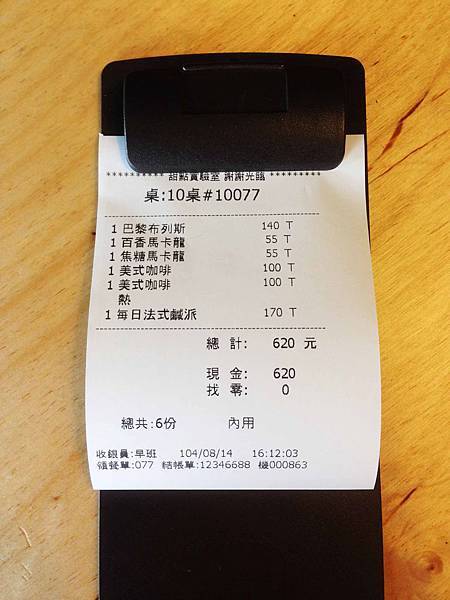 ********** 甜點實驗室 謝謝光臨 *********
桌:10桌#10077
1 巴黎布列斯 140 T
1 百香馬卡龍 55 T
1 焦糖馬卡龍 55 T
1 美式咖啡 100 T
1 美式咖啡 100 T
熱
1 每日法式鹹派 170 T
總 計: 620 元
現 金: 620
找 零: 0
總共:6份 內用
收銀員:早班 104/08/14 16:12:03
領餐單:077 結帳單:12346688 機000863